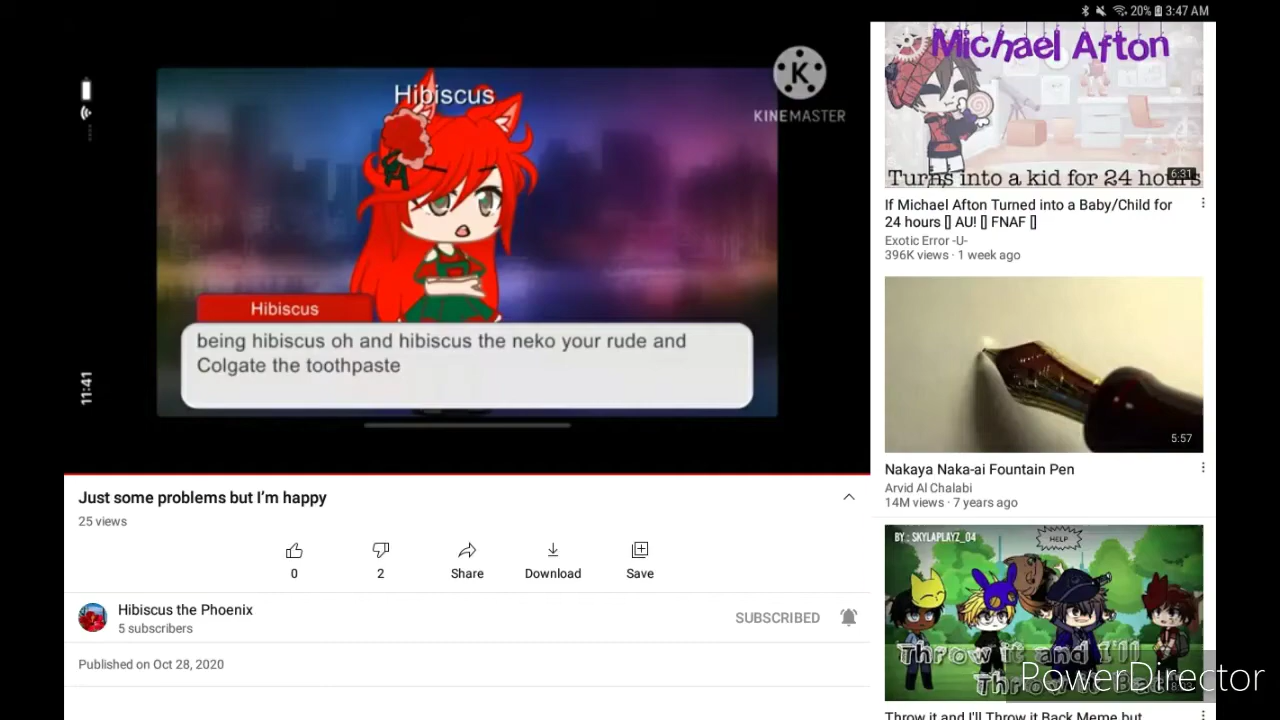 20% 3:47 AM
Hibiscus
K
KINEMASTER
Hibiscus
being hibiscus oh and hibiscus the neko your rude and
Colgate the toothpaste
11:41
Just some problems but I'm happy
25 views
0
2
Share
Download
Save
Hibiscus the Phoenix
5 subscribers
SUBSCRIBED
Published on Oct 28, 2020
Michael Afton
Turns into a kid for 24 hours
6:31
If Michael Afton Turned into a Baby/Child for
24 hours [] AU! [] FNAF []
Exotic Error -U-
396K views · 1 week ago
5:57
Nakaya Naka-ai Fountain Pen
Arvid Al Chalabi
14M views · 7 years ago
BY : SKYLAPLAYZ_04
HELP
Throw it and I'll
Throw it Back
PowerDirector
Throw it and I'll Throw it Back Meme but